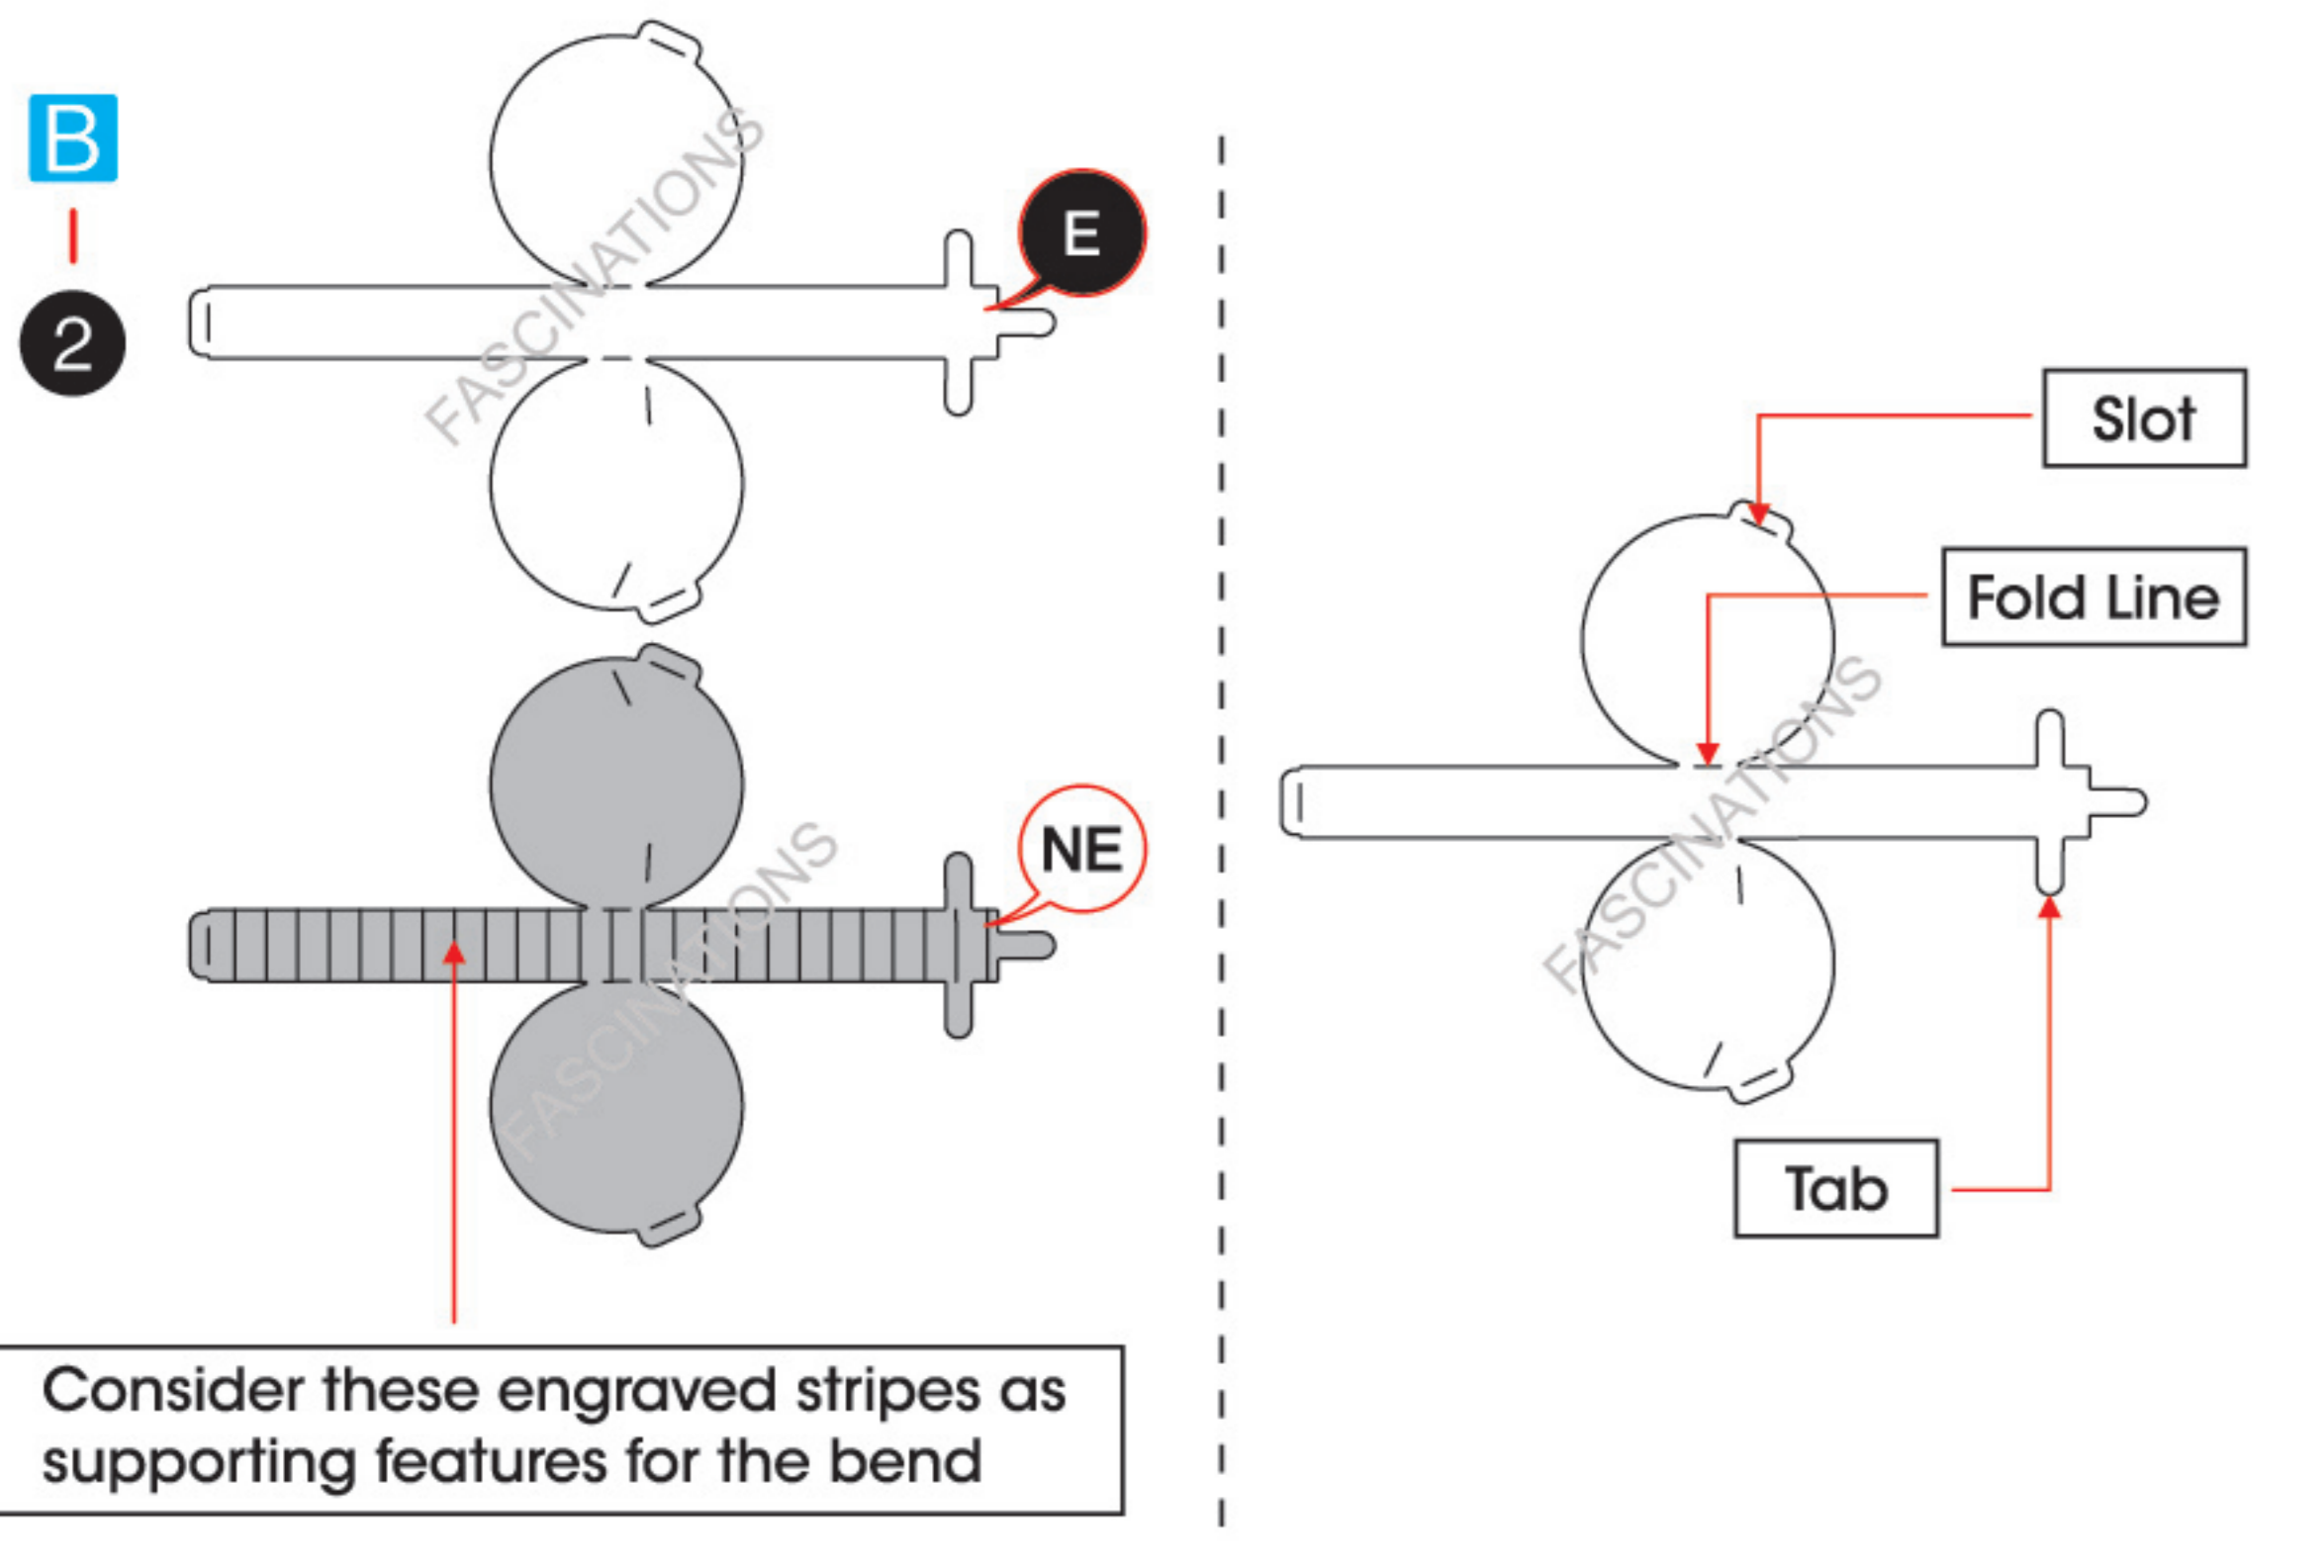 B
2
E
FASCINATIONS
NE
FASCINATIONS
Consider these engraved stripes as
supporting features for the bend
Slot
Fold Line
FASCINATIONS
Tab